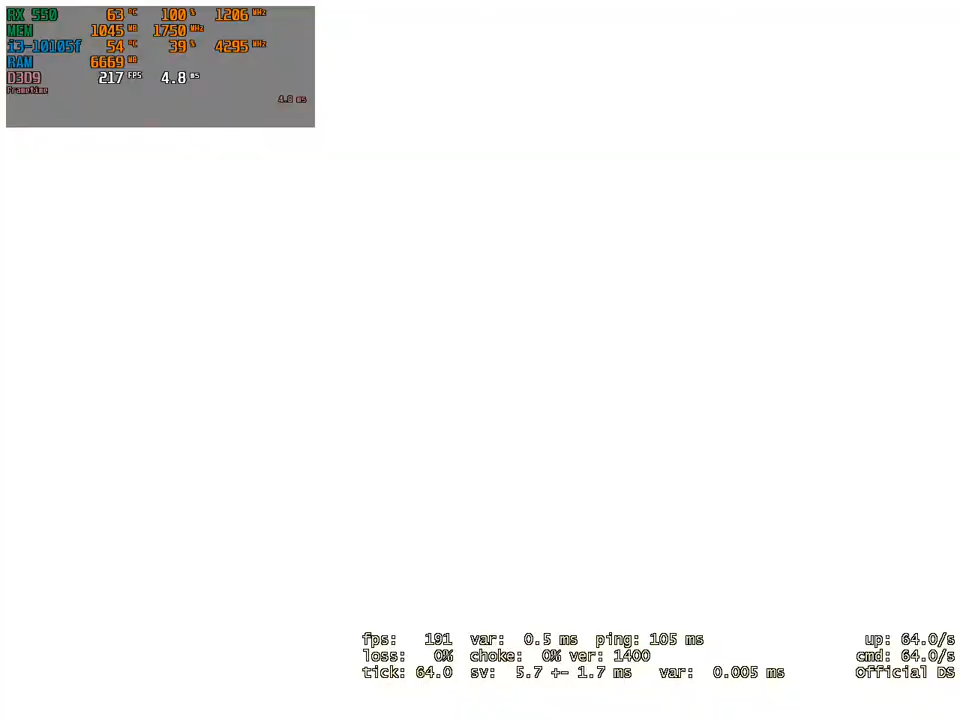 RX 550 63 °C 100 % 1206 MHz
MEM 1045 MB 1750 MHz
i3-10105f 54 °C 39 % 4295 MHz
RAM 6669 MB
D3D9 217 FPS 4.8 ms
Frametime
4.8 ms
fps: 191 var: 0.5 ms ping: 105 ms up: 64.0/s
loss: 0% choke: 0% ver: 1400 cmd: 64.0/s
tick: 64.0 sv: 5.7 +- 1.7 ms var: 0.005 ms Official DS